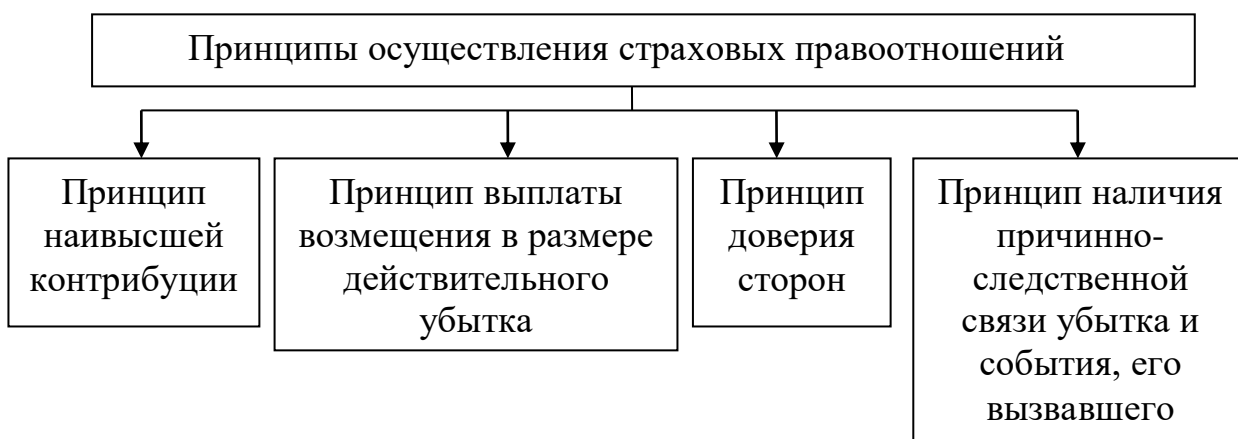 Принципы осуществления страховых правоотношений
Принцип
наивысшей
контрибуции
Принцип выплаты
возмещения в размере
действительного
убытка
Принцип
доверия
сторон
Принцип наличия
причинно-
следственной
связи убытка и
события, его
вызвавшего